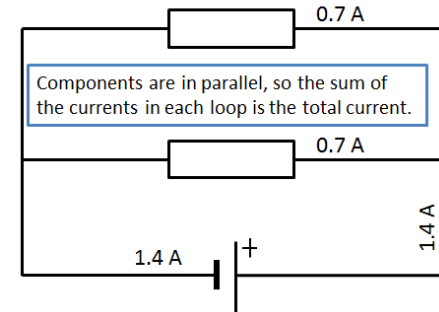 0.7 A
Components are in parallel, so the sum of
the currents in each loop is the total current.
0.7 A
1.4 A
1.4 A
+